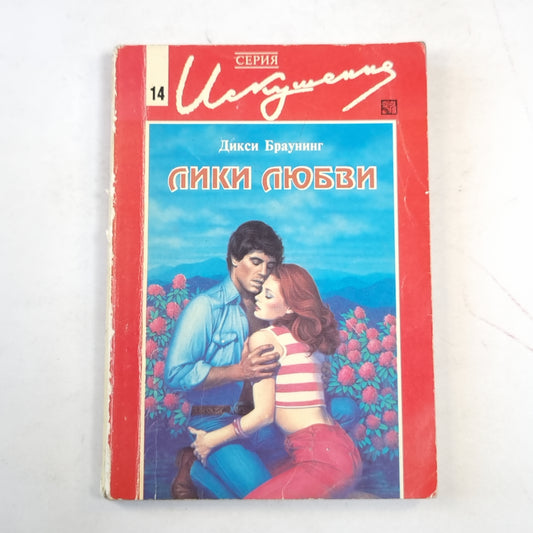 СЕРИЯ
14
Искушение
Дикси Браунинг
ЛИКИ ЛЮБВИ